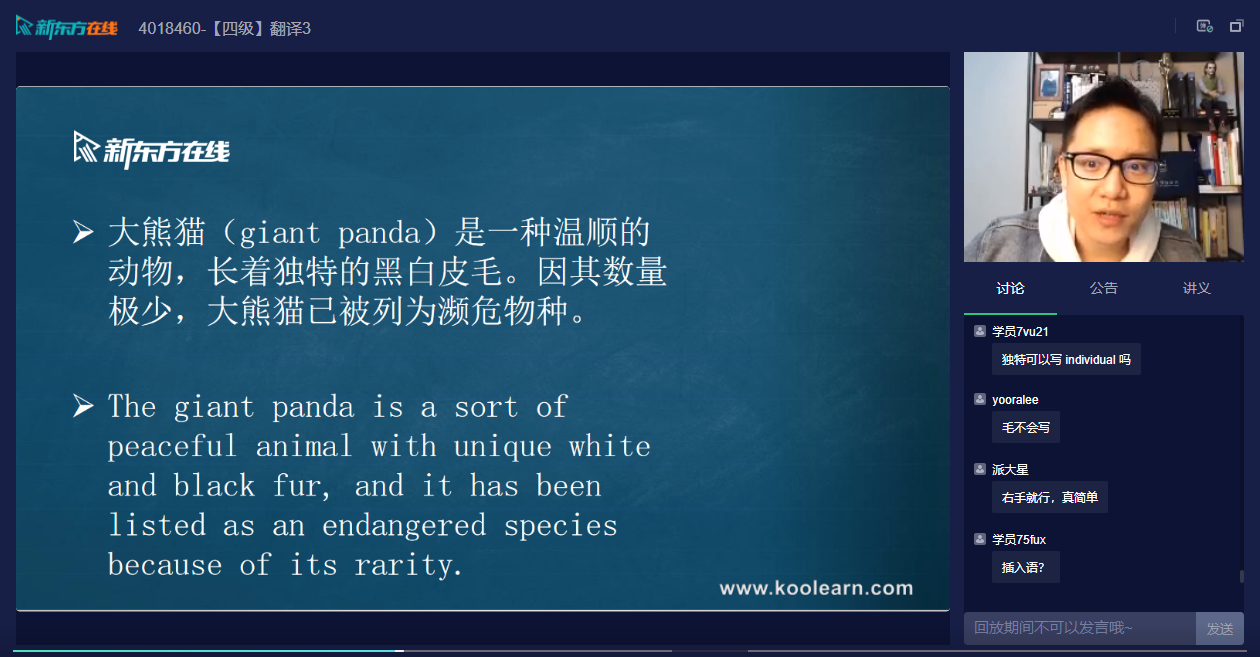 新东方在线
4018460-【四级】翻译3
新东方在线
大熊猫（giant panda）是一种温顺的
动物，长着独特的黑白皮毛。因其数量
极少，大熊猫已被列为濒危物种。
The giant panda is a sort of
peaceful animal with unique white
and black fur, and it has been
listed as an endangered species
because of its rarity.
www.koolearn.com
讨论 公告 讲义
学员7vu21
独特可以写 individual 吗
yooralee
毛不会写
派大星
右手就行，真简单
学员75fux
插入语?
回放期间不可以发言哦~
发送